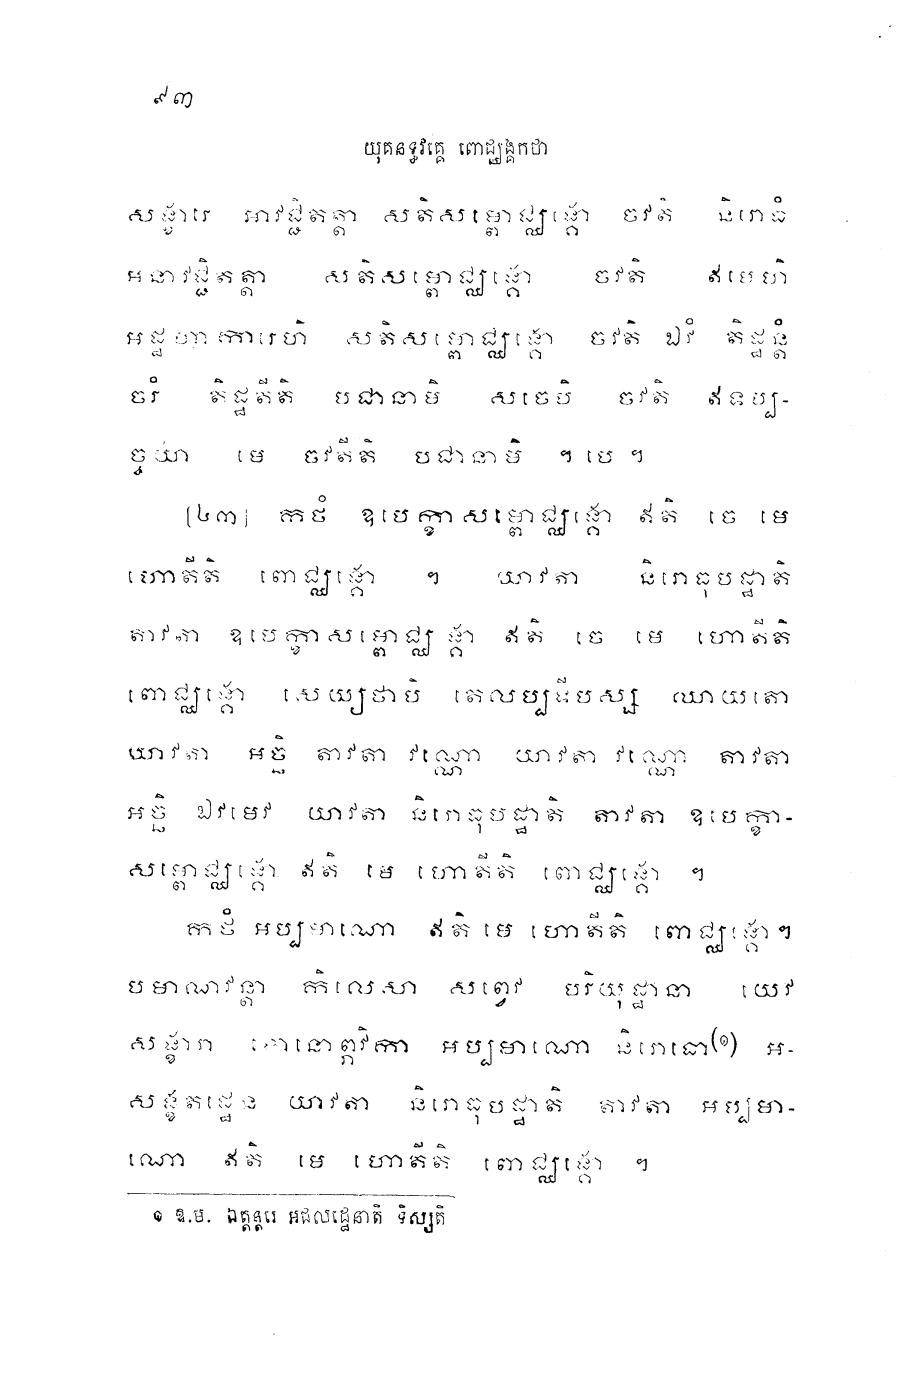 ៩៣
យុគនទ្ធវគ្គេ ពោជ្ឈង្គកថា
សង្ខារេ អាវជ្ជិតត្តា សតិសម្ពោជ្ឈង្គោ ចវតិ និរោធំ
អនាវជ្ជិតត្តា សតិសម្ពោជ្ឈង្គោ ចវតិ ឥមេហិ
អដ្ឋហាការេហិ សតិសម្ពោជ្ឈង្គោ ចវតិ ឯវំ តិដ្ឋន្តំ
ចរំ តិដ្ឋតីតិ បជានាមិ សចេបិ ចវតិ ឥទប្ប-
ច្ចយា មេ ចវតីតិ បជានាមិ ។ បេ ។
[៤៣] កថំ ឧបេក្ខាសម្ពោជ្ឈង្គោ ឥតិ ចេ មេ
ហោតីតិ ពោជ្ឈង្គោ ។ យាវតា និរោធុបដ្ឋាតិ
តាវតា ឧបេក្ខាសម្ពោជ្ឈង្គោ ឥតិ ចេ មេ ហោតីតិ
ពោជ្ឈង្គោ សេយ្យថាបិ តេលប្បទីបស្ស ឈាយតោ
យាវតា អច្ចិ តាវតា វណ្ណោ យាវតា វណ្ណោ តាវតា
អច្ចិ ឯវមេវ យាវតា និរោធុបដ្ឋាតិ តាវតា ឧបេក្ខា-
សម្ពោជ្ឈង្គោ ឥតិ មេ ហោតីតិ ពោជ្ឈង្គោ ។
កថំ អប្បមាណោ ឥតិ មេ ហោតីតិ ពោជ្ឈង្គោ។
បមាណវន្តា កិលេសា សព្វេវ បរិយុដ្ឋានា យេវ
សង្ខារា បោនោព្ភវិកា អប្បមាណោ និរោធោ(១) អ-
សង្ខតដ្ឋេន យាវតា និរោធុបដ្ឋាតិ តាវតា អប្បមា-
ណោ ឥតិ មេ ហោតីតិ ពោជ្ឈង្គោ ។
១ ឱ.ម. ឯត្ថន្តរេ អចលដ្ឋេនាតិ ទិស្សតិ